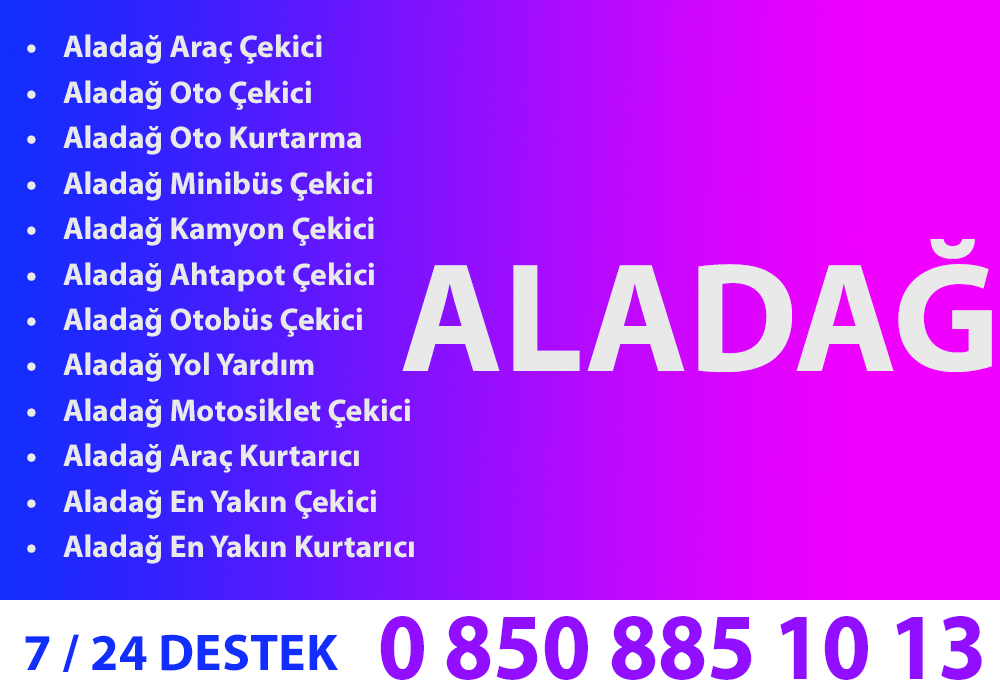 • Aladağ Araç Çekici
• Aladağ Oto Çekici
• Aladağ Oto Kurtarma
• Aladağ Minibüs Çekici
• Aladağ Kamyon Çekici
• Aladağ Ahtapot Çekici
• Aladağ Otobüs Çekici
• Aladağ Yol Yardım
• Aladağ Motosiklet Çekici
• Aladağ Araç Kurtarıcı
• Aladağ En Yakın Çekici
• Aladağ En Yakın Kurtarıcı
ALADAĞ
7 / 24 DESTEK 0 850 885 10 13